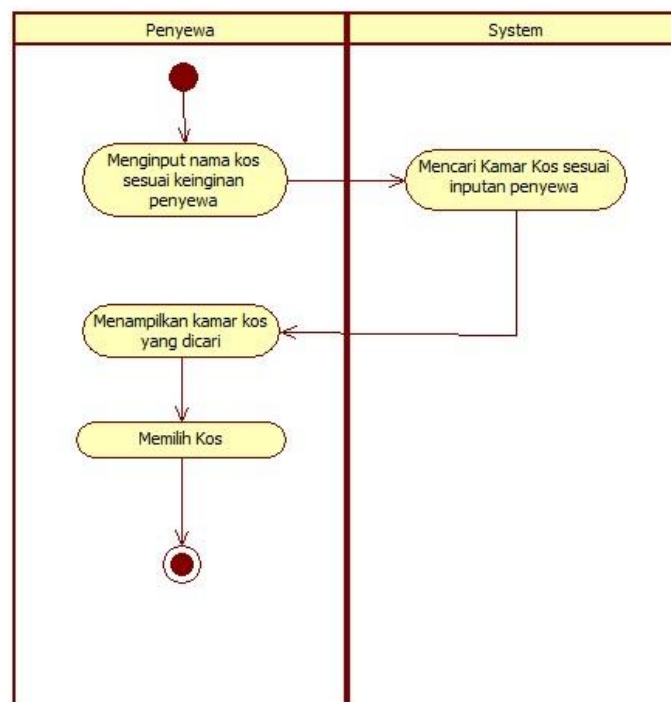 Penyewa
System
Menginput nama kos
sesuai keinginan
penyewa
Mencari Kamar Kos sesuai
inputan penyewa
Menampilkan kamar kos
yang dicari
Memilih Kos